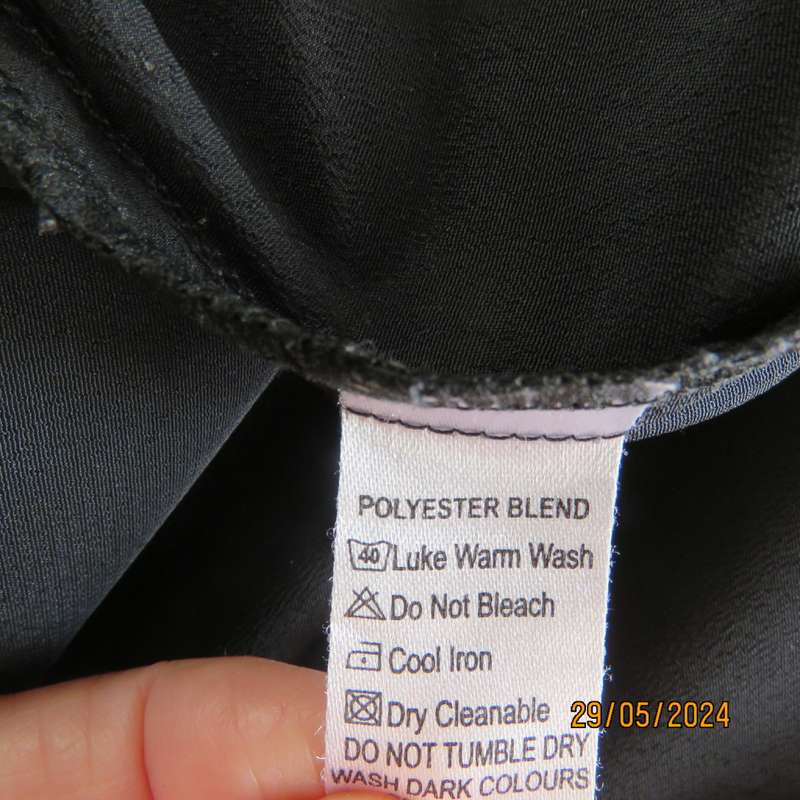 POLYESTER BLEND
40 Luke Warm Wash
Do Not Bleach
Cool Iron
Dry Cleanable
29/05/2024
DO NOT TUMBLE DRY
WASH DARK COLOURS